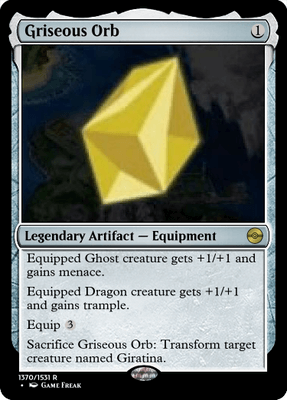 Griseous Orb 1
Legendary Artifact — Equipment
Equipped Ghost creature gets +1/+1 and
gains menace.
Equipped Dragon creature gets +1/+1
and gains trample.
Equip 3
Sacrifice Griseous Orb: Transform target
creature named Giratina.
1370/1531 R
• Game Freak